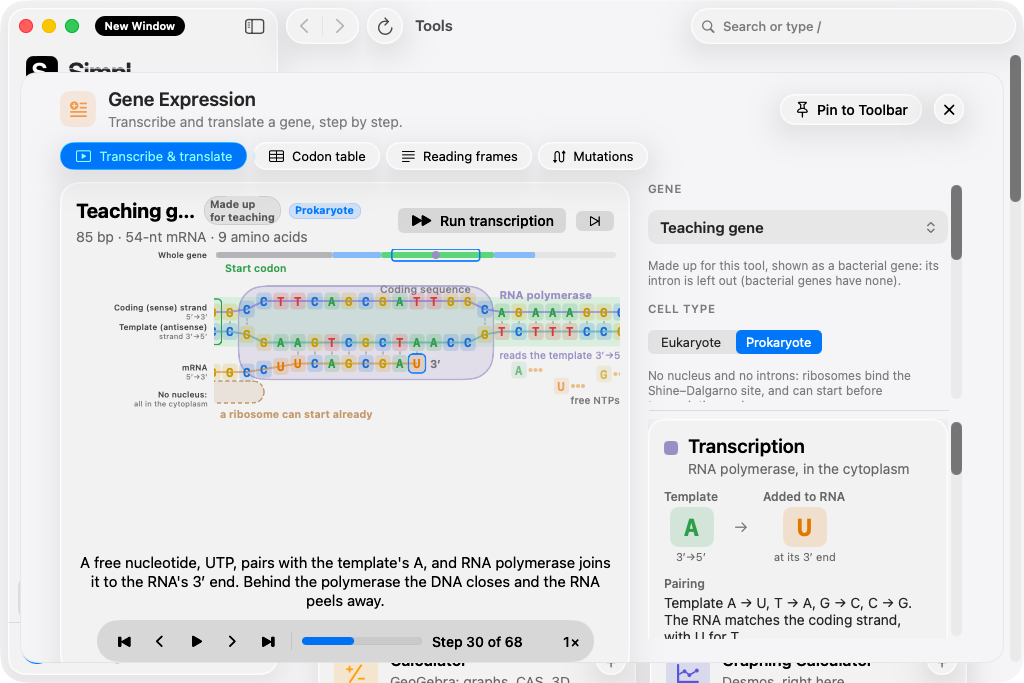 New Window
Tools
Search or type /
Simpl
Gene Expression
Transcribe and translate a gene, step by step.
Pin to Toolbar
Transcribe & translate
Codon table
Reading frames
Mutations
Teaching g...
Made up
for teaching
Prokaryote
Run transcription
85 bp · 54-nt mRNA · 9 amino acids
Whole gene
Start codon
Coding sequence
RNA polymerase
Coding (sense) strand
5′→3′
G C C T T C A G C G A T T G G C A G A A A G G
Template (antisense)
strand 3′→5′
C G G A A G T C G C T A A C C G T C T T T C C
reads the template 3′→5
mRNA
5′→3′
G C C U U C A G C G A U 3′
A
U
G
free NTPs
No nucleus:
all in the cytoplasm
a ribosome can start already
A free nucleotide, UTP, pairs with the template's A, and RNA polymerase joins
it to the RNA's 3′ end. Behind the polymerase the DNA closes and the RNA
peels away.
Step 30 of 68
1×
GENE
Teaching gene
Made up for this tool, shown as a bacterial gene: its
intron is left out (bacterial genes have none).
CELL TYPE
Eukaryote
Prokaryote
No nucleus and no introns: ribosomes bind the
Shine–Dalgarno site, and can start before
Transcription
RNA polymerase, in the cytoplasm
Template
Added to RNA
A → U
3′→5′
at its 3′ end
Pairing
Template A → U, T → A, G → C, C → G.
The RNA matches the coding strand,
with U for T.
Calculator
GeoGebra: graphs, CAS, 3D
Graphing Calculator
Desmos, right here